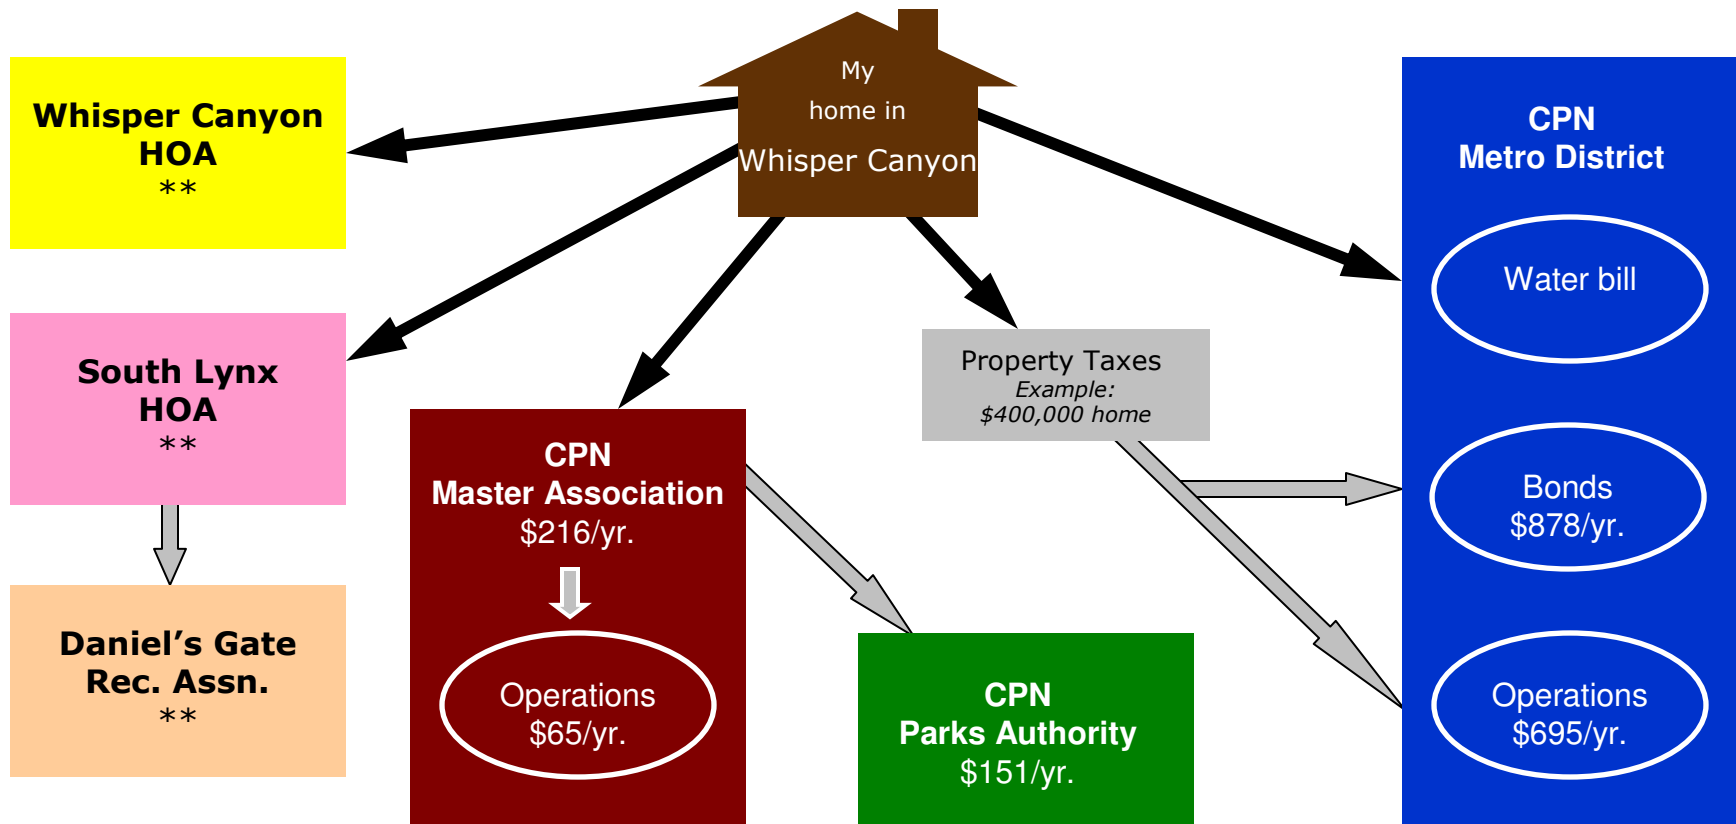 My
home in
Whisper Canyon
Whisper Canyon
HOA
**
South Lynx
HOA
**
Daniel’s Gate
Rec. Assn.
**
CPN
Master Association
$216/yr.
Operations
$65/yr.
Property Taxes
Example:
$400,000 home
CPN
Parks Authority
$151/yr.
CPN
Metro District
Water bill
Bonds
$878/yr.
Operations
$695/yr.